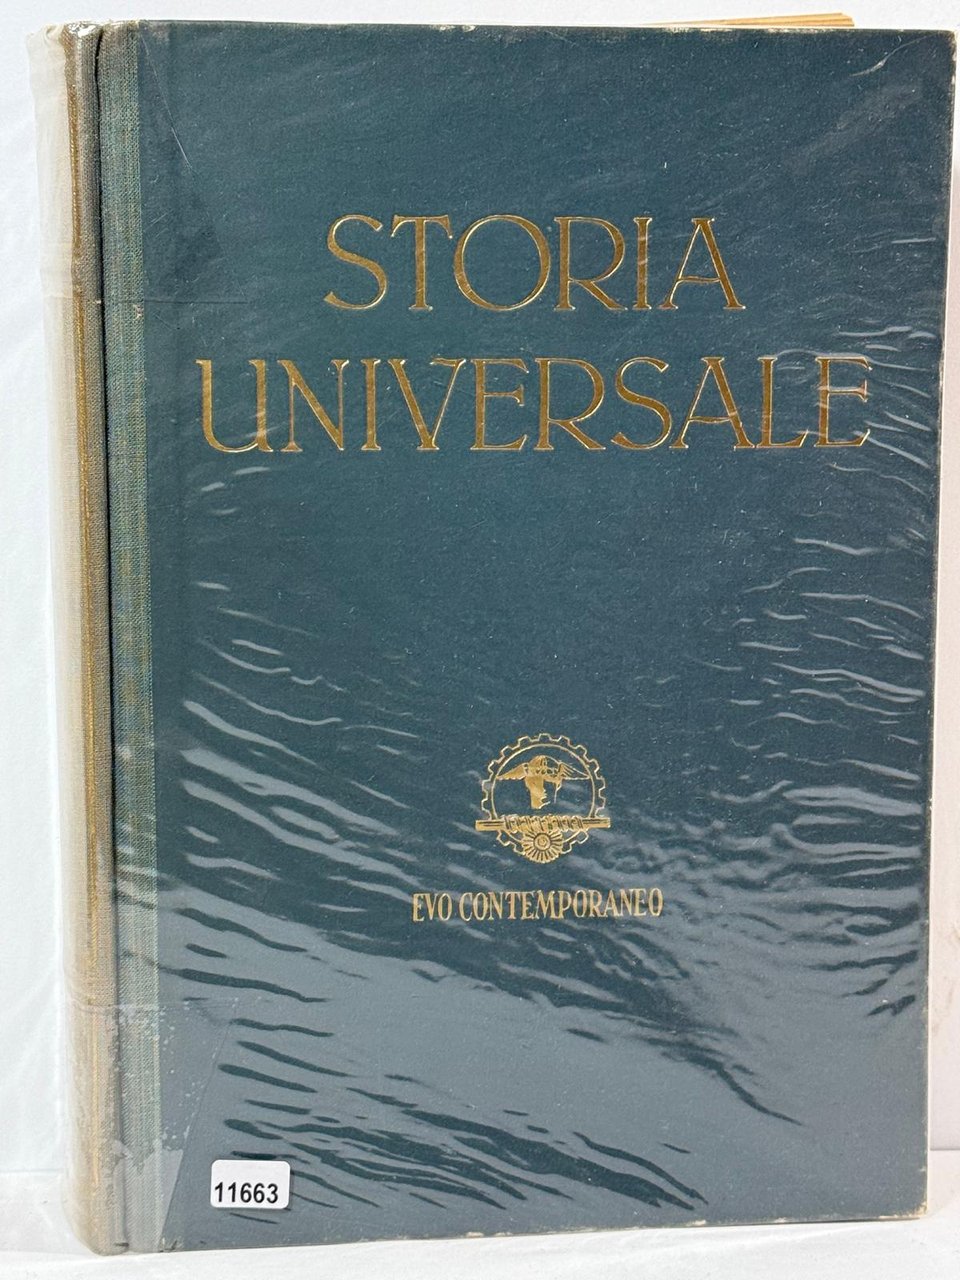 STORIA
UNIVERSALE
EVO CONTEMPORANEO
11663